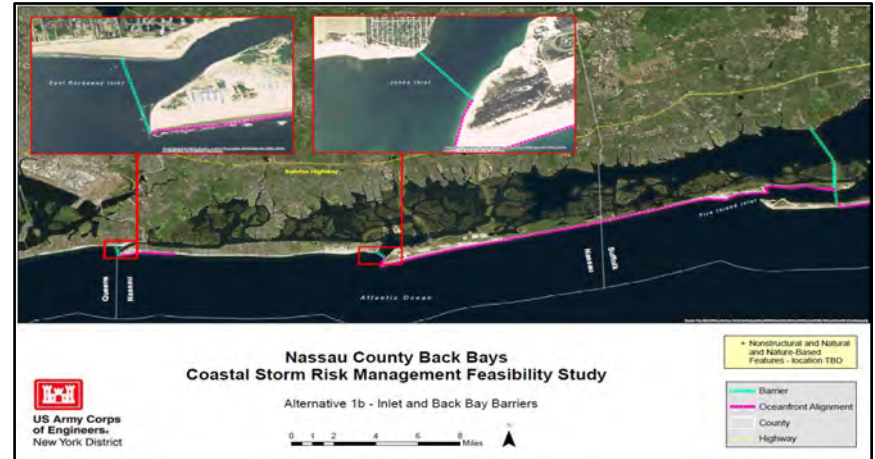 East Rockaway Inlet
Jones Inlet
Sunrise Highway
Fire Island Inlet
Queens
Nassau
Nassau
Suffolk
Atlantic Ocean
Nassau County Back Bays
Coastal Storm Risk Management Feasibility Study
Alternative 1b - Inlet and Back Bay Barriers
US Army Corps
of Engineers®
New York District
0 1 2 4 6 8
Miles
N
* Nonstructural and Natural
and Nature-Based
Features - location TBD
Barrier
Oceanfront Alignment
County
Highway